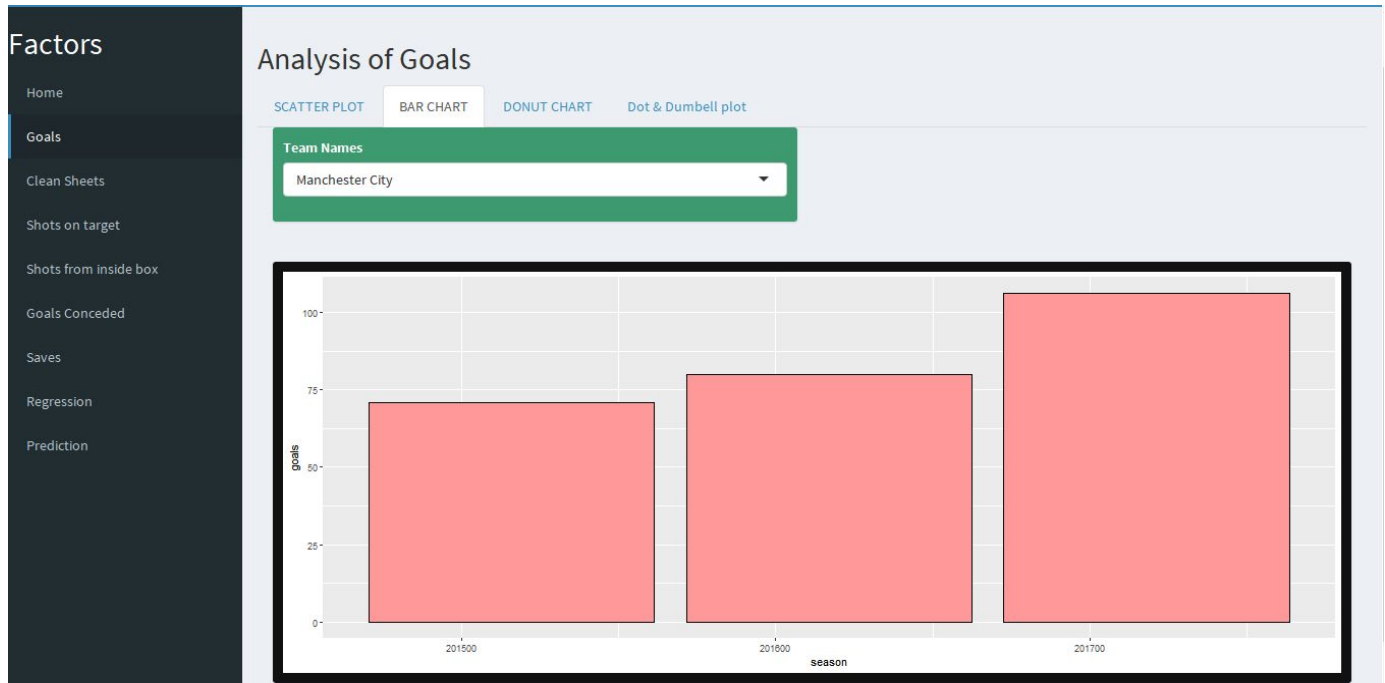 Factors
Home
Goals
Clean Sheets
Shots on target
Shots from inside box
Goals Conceded
Saves
Regression
Prediction
Analysis of Goals
SCATTER PLOT BAR CHART DONUT CHART Dot & Dumbell plot
Team Names
Manchester City
100
75
50
25
0
goals
201500 201600 201700
season